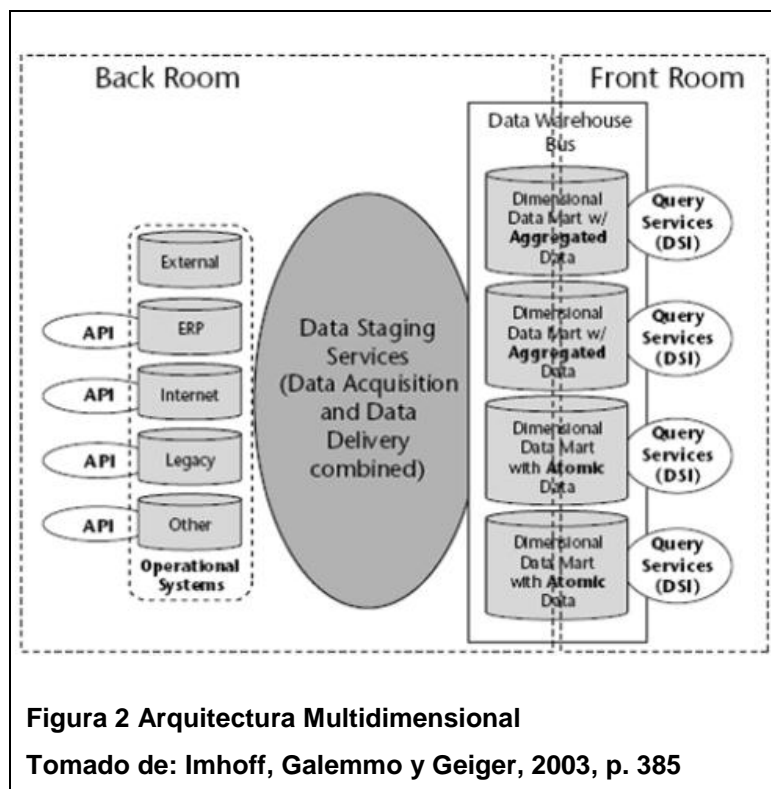 Back Room
Front Room
Data Warehouse
Bus
External
API
ERP
API
Internet
API
Legacy
API
Other
Operational
Systems
Data Staging
Services
(Data Acquisition
and Data
Delivery
combined)
Dimensional
Data Mart w/
Aggregated
Data
Query
Services
(DSI)
Dimensional
Data Mart w/
Aggregated
Data
Query
Services
(DSI)
Dimensional
Data Mart
with Atomic
Data
Query
Services
(DSI)
Dimensional
Data Mart
with Atomic
Data
Query
Services
(DSI)
Figura 2 Arquitectura Multidimensional
Tomado de: Imhoff, Galemmo y Geiger, 2003, p. 385